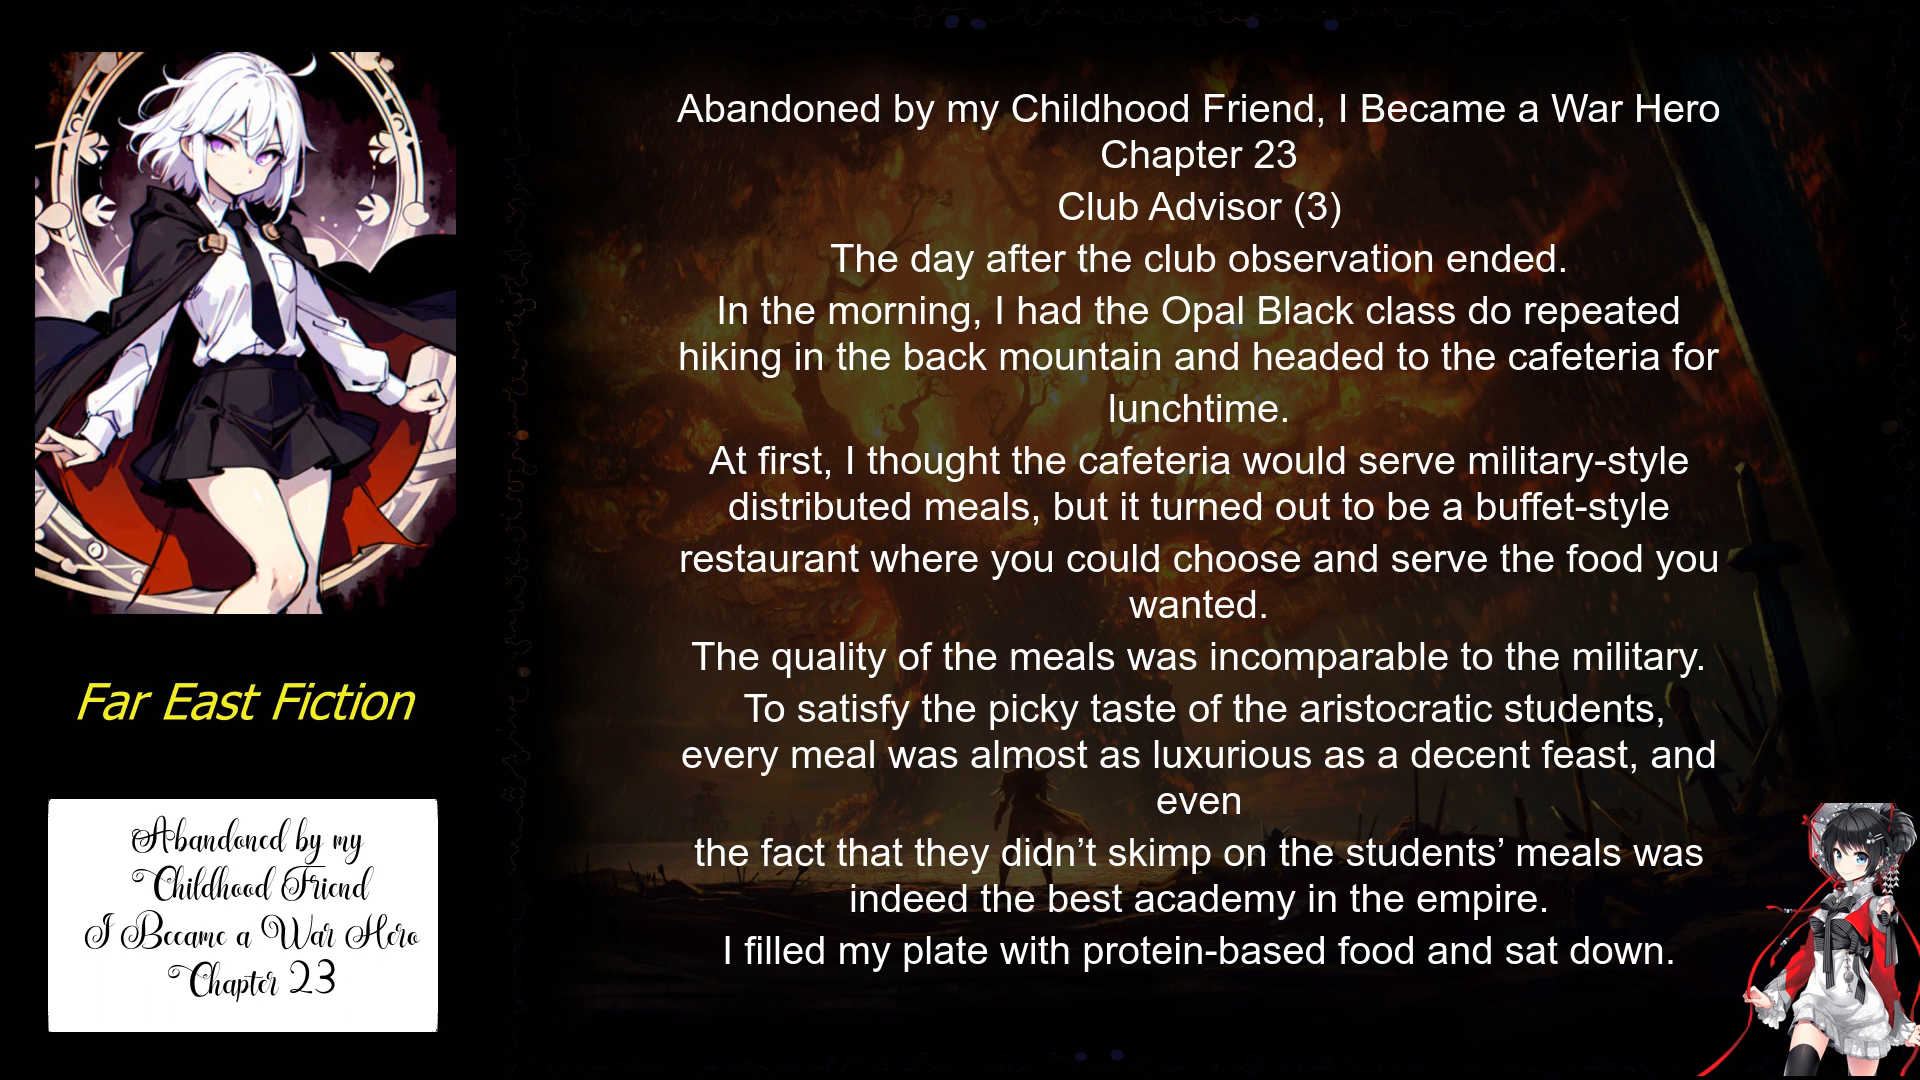 Abandoned by my Childhood Friend, I Became a War Hero
Chapter 23
Club Advisor (3)
The day after the club observation ended.
In the morning, I had the Opal Black class do repeated
hiking in the back mountain and headed to the cafeteria for
lunchtime.
At first, I thought the cafeteria would serve military-style
distributed meals, but it turned out to be a buffet-style
restaurant where you could choose and serve the food you
wanted.
The quality of the meals was incomparable to the military.
To satisfy the picky taste of the aristocratic students,
every meal was almost as luxurious as a decent feast, and
even
the fact that they didn’t skimp on the students’ meals was
indeed the best academy in the empire.
I filled my plate with protein-based food and sat down.
Far East Fiction
Abandoned by my
Childhood Friend
I Became a War Hero
Chapter 23